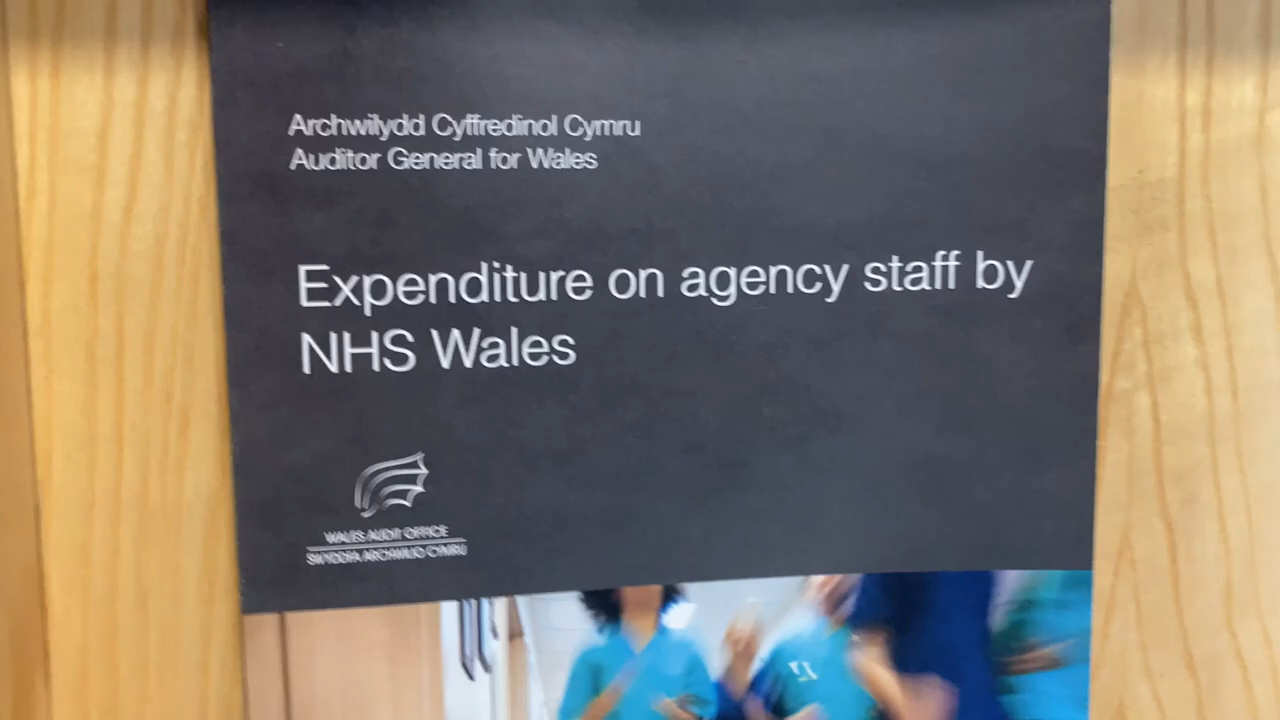 Archwilydd Cyffredinol Cymru
Auditor General for Wales
Expenditure on agency staff by
NHS Wales
WALES AUDIT OFFICE
SWYDDFA ARCHWILIO CYMRU